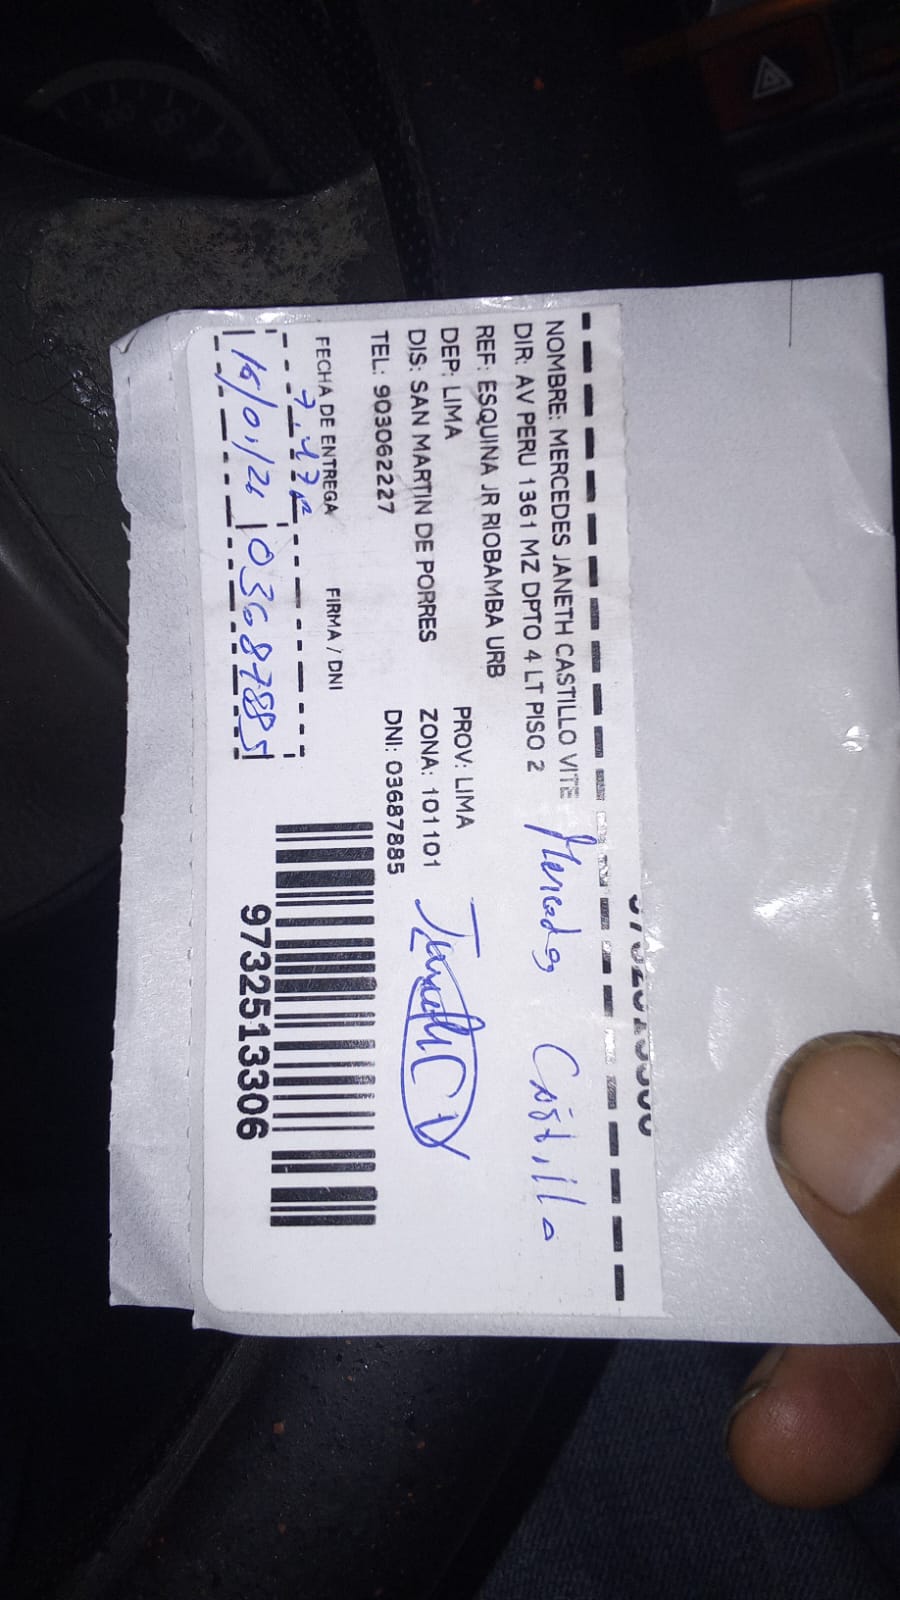 NOMBRE: MERCEDES JANETH CASTILLO VITE
DIR: AV PERU 1361 MZ DPTO 4 LT PISO 2
Mercedes Castillo
REF: ESQUINA JR RIOBAMBA URB
DEP: LIMA PROV: LIMA
DIS: SAN MARTIN DE PORRES ZONA: 101101
TEL: 903062227 DNI: 03687885
Janeth C V
FECHA DE ENTREGA FIRMA / DNI
16/01/26 03687885
9732513306